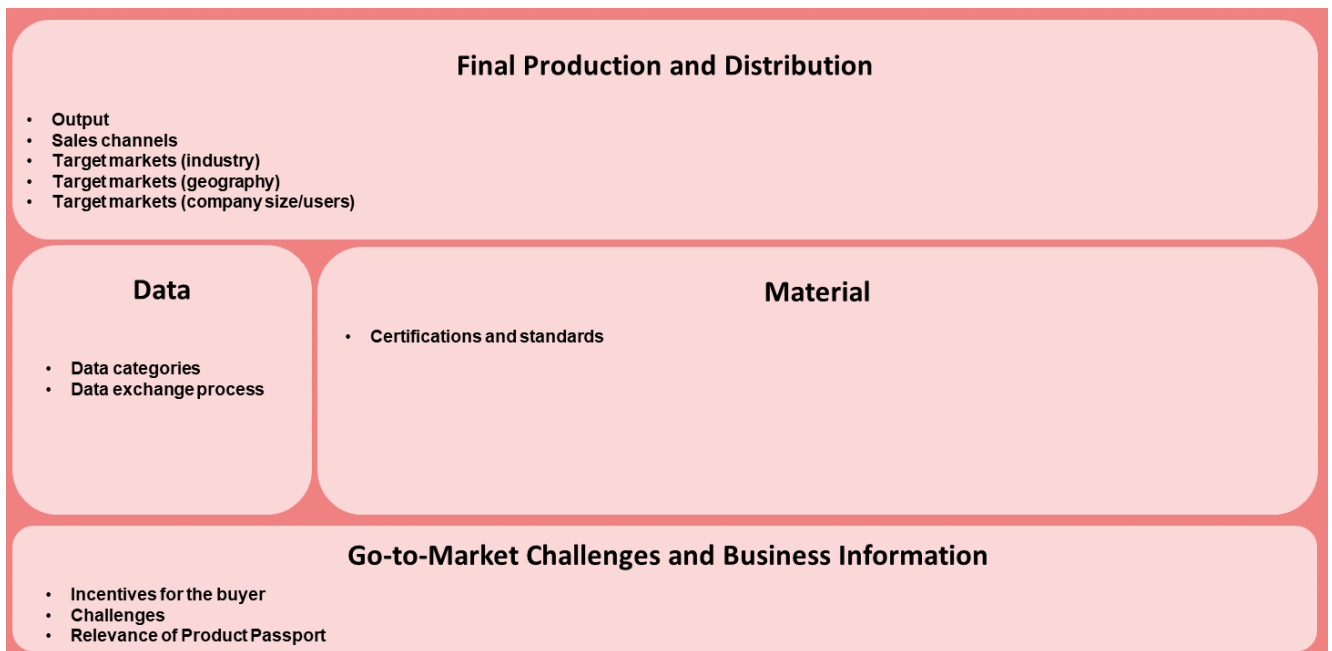 Final Production and Distribution
• Output
• Sales channels
• Target markets (industry)
• Target markets (geography)
• Target markets (company size/users)
Data
• Data categories
• Data exchange process
Material
• Certifications and standards
Go-to-Market Challenges and Business Information
• Incentives for the buyer
• Challenges
• Relevance of Product Passport